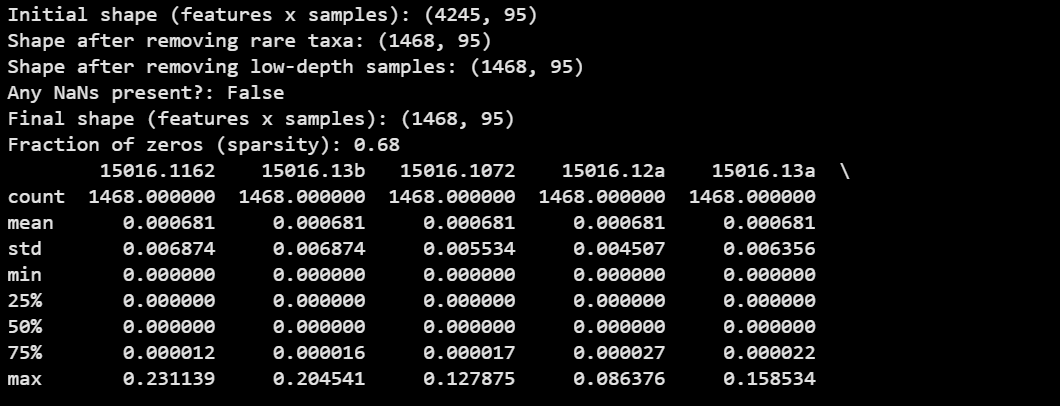 Initial shape (features x samples): (4245, 95)
Shape after removing rare taxa: (1468, 95)
Shape after removing low-depth samples: (1468, 95)
Any NaNs present?: False
Final shape (features x samples): (1468, 95)
Fraction of zeros (sparsity): 0.68
        15016.1162   15016.13b   15016.1072   15016.12a   15016.13a  \
count  1468.000000  1468.000000  1468.000000  1468.000000  1468.000000
mean      0.000681     0.000681     0.000681     0.000681     0.000681
std       0.006874     0.006874     0.005534     0.004507     0.006356
min       0.000000     0.000000     0.000000     0.000000     0.000000
25%       0.000000     0.000000     0.000000     0.000000     0.000000
50%       0.000000     0.000000     0.000000     0.000000     0.000000
75%       0.000012     0.000016     0.000017     0.000027     0.000022
max       0.231139     0.204541     0.127875     0.086376     0.158534